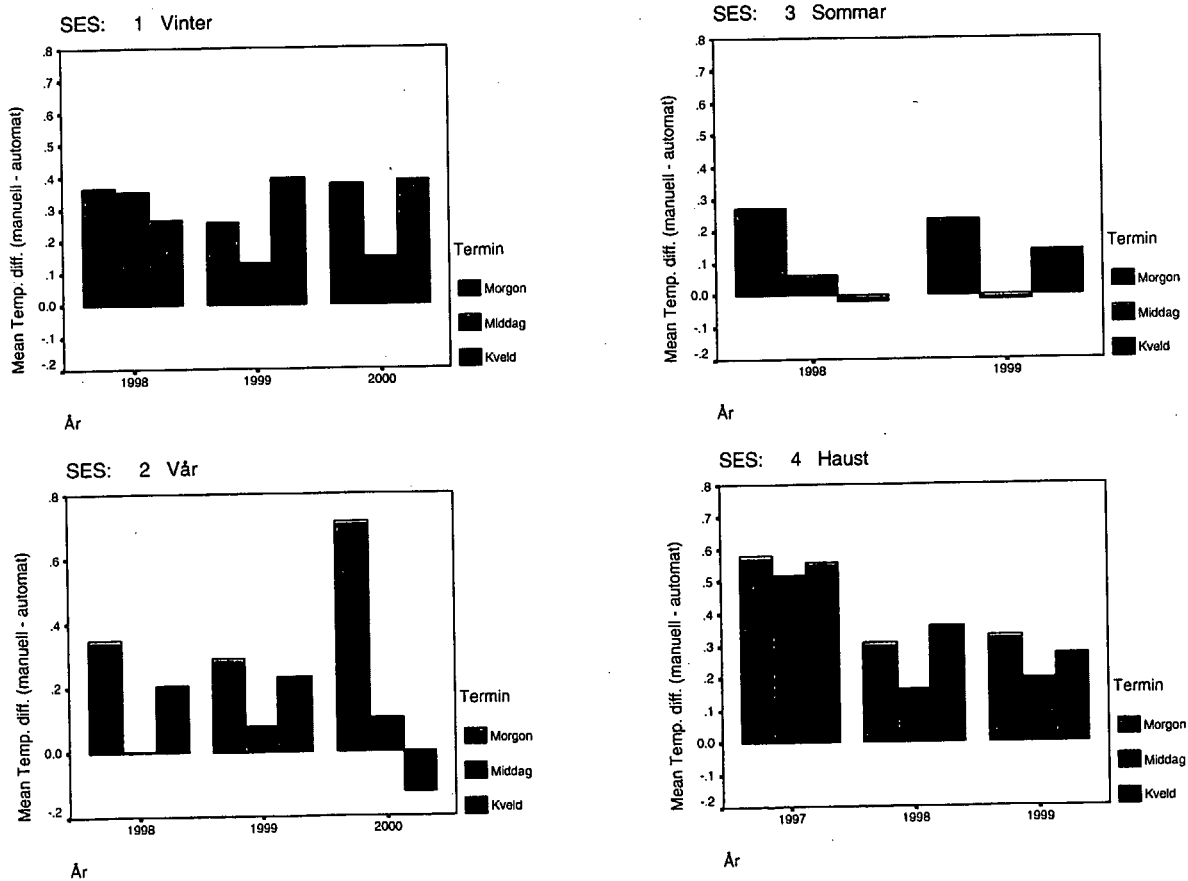 SES: 1 Vinter
Mean Temp. diff. (manuell - automat)
.8
.7
.6
.5
.4
.3
.2
.1
0.0
-.1
-.2
1998 1999 2000
År
Termin
Morgon
Middag
Kveld
SES: 3 Sommar
Mean Temp. diff. (manuell - automat)
.8
.7
.6
.5
.4
.3
.2
.1
0.0
-.1
-.2
1998 1999
År
Termin
Morgon
Middag
Kveld
SES: 2 Vår
Mean Temp. diff. (manuell - automat)
.8
.6
.4
.2
0.0
-.2
1998 1999 2000
År
Termin
Morgon
Middag
Kveld
SES: 4 Haust
Mean Temp. diff. (manuell - automat)
.8
.7
.6
.5
.4
.3
.2
.1
0.0
-.1
-.2
1997 1998 1999
År
Termin
Morgon
Middag
Kveld